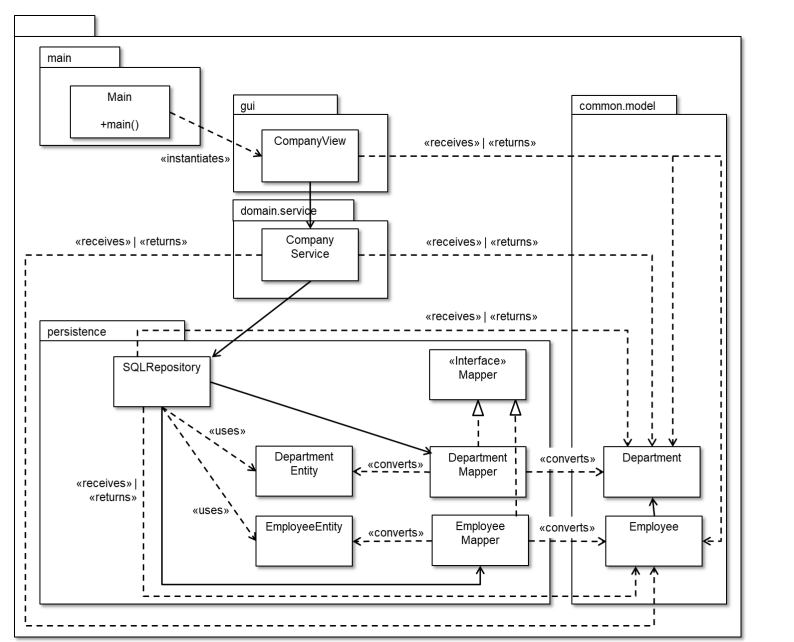 main
Main
+main()
gui
CompanyView
common.model
«receives» | «returns»
«instantiates»
domain.service
Company
Service
«receives» | «returns»
«receives» | «returns»
«receives» | «returns»
persistence
SQLRepository
«Interface»
Mapper
«uses»
Department
Entity
«converts»
Department
Mapper
«converts»
Department
«receives» |
«returns»
«uses»
EmployeeEntity
«converts»
Employee
Mapper
«converts»
Employee